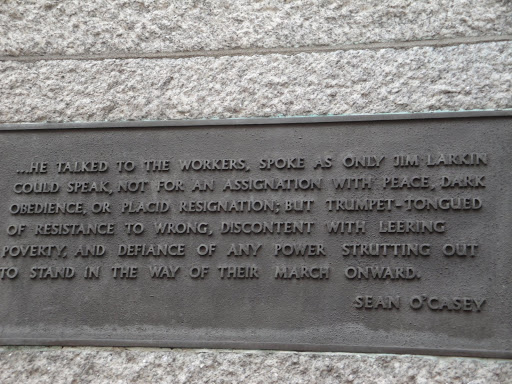 ...HE TALKED TO THE WORKERS, SPOKE AS ONLY JIM LARKIN
COULD SPEAK, NOT FOR AN ASSIGNATION WITH PEACE, DARK
OBEDIENCE, OR PLACID RESIGNATION; BUT TRUMPET-TONGUED
OF RESISTANCE TO WRONG, DISCONTENT WITH LEERING
POVERTY, AND DEFIANCE OF ANY POWER STRUTTING OUT
TO STAND IN THE WAY OF THEIR MARCH ONWARD.
SEAN O'CASEY